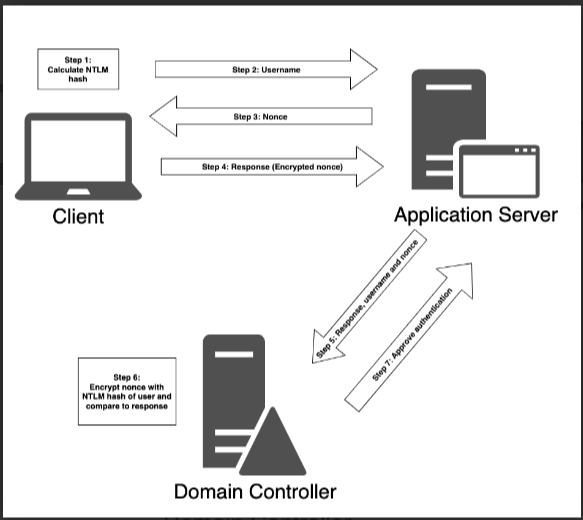 Step 1:
Calculate NTLM
hash
Step 2: Username
Step 3: Nonce
Step 4: Response (Encrypted nonce)
Client
Application Server
Step 5: Response, username and nonce
Step 7: Approve authentication
Step 6:
Encrypt nonce with
NTLM hash of user and
compare to response
Domain Controller